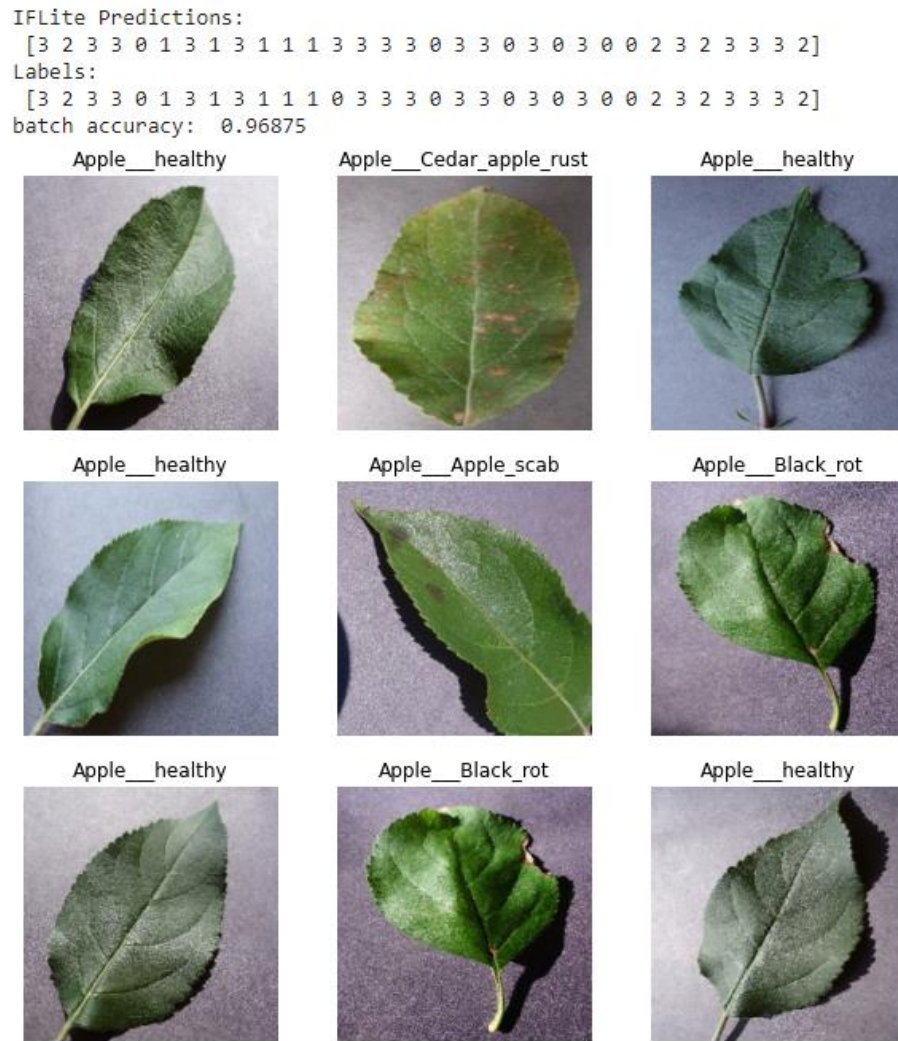 IFLite Predictions:
[3 2 3 3 0 1 3 1 3 1 1 1 3 3 3 3 0 3 3 0 3 0 3 0 0 2 3 2 3 3 3 2]
Labels:
[3 2 3 3 0 1 3 1 3 1 1 1 0 3 3 3 0 3 3 0 3 0 3 0 0 2 3 2 3 3 3 2]
batch accuracy: 0.96875
Apple___healthy Apple___Cedar_apple_rust Apple___healthy
Apple___healthy Apple___Apple_scab Apple___Black_rot
Apple___healthy Apple___Black_rot Apple___healthy